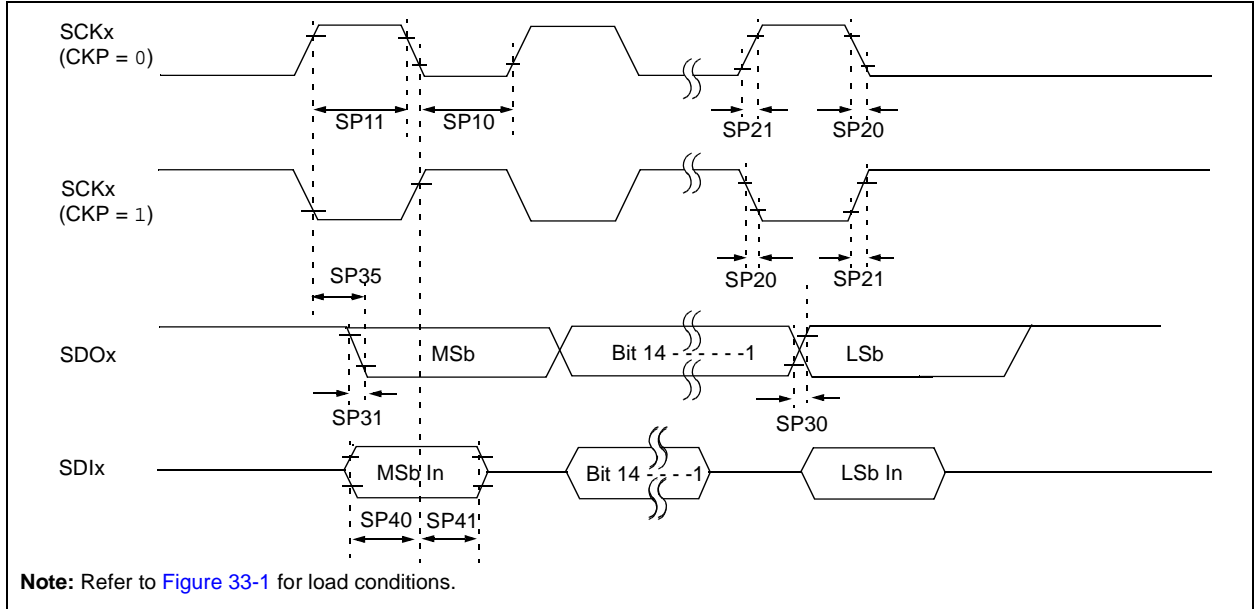 SCKx
(CKP = 0)
SP11
SP10
SP21
SP20
SCKx
(CKP = 1)
SP35
SP20
SP21
SDOx
MSb
Bit 14 - - - - - -1
LSb
SP31
SP30
SDIx
MSb In
Bit 14 - - - -1
LSb In
SP40
SP41
Note: Refer to Figure 33-1 for load conditions.